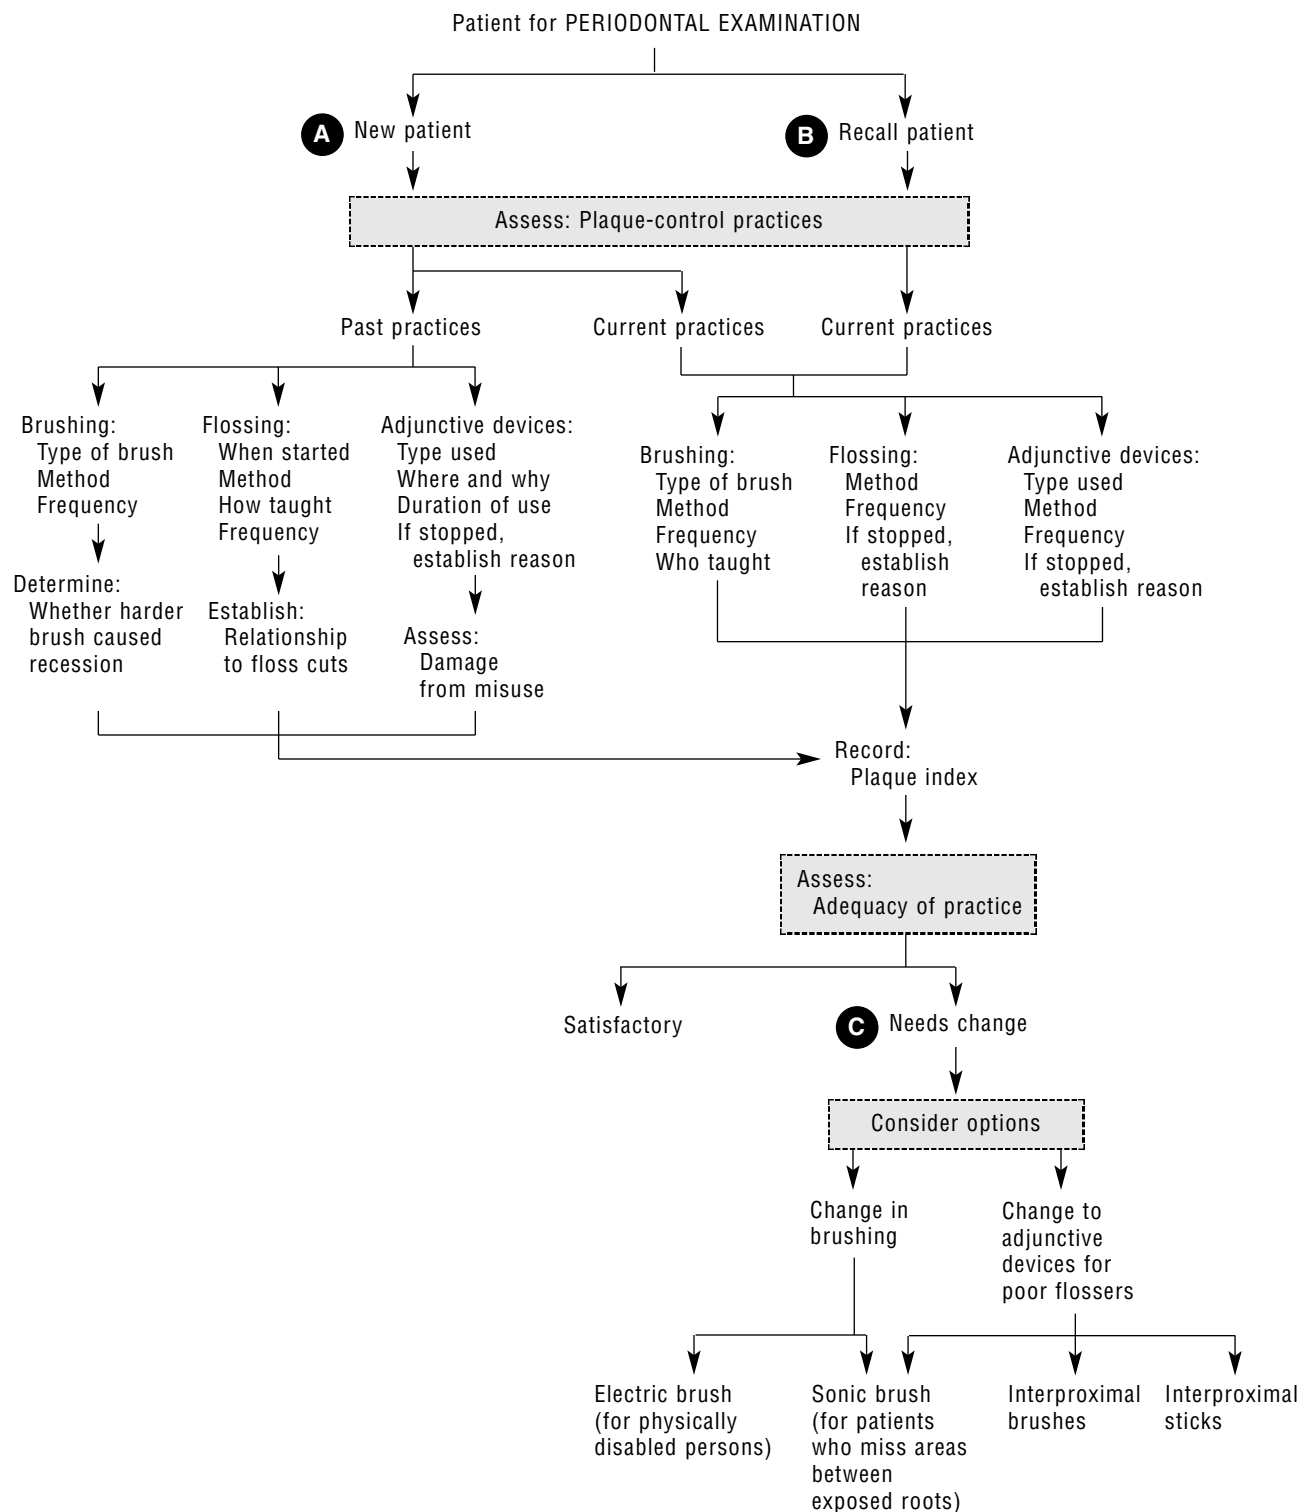 Patient for PERIODONTAL EXAMINATION
A New patient
B Recall patient
Assess: Plaque-control practices
Past practices
Current practices
Current practices
Brushing:
Type of brush
Method
Frequency
Determine:
Whether harder
brush caused
recession
Flossing:
When started
Method
How taught
Frequency
Establish:
Relationship
to floss cuts
Adjunctive devices:
Type used
Where and why
Duration of use
If stopped,
establish reason
Assess:
Damage
from misuse
Brushing:
Type of brush
Method
Frequency
Who taught
Flossing:
Method
Frequency
If stopped,
establish
reason
Adjunctive devices:
Type used
Method
Frequency
If stopped,
establish reason
Record:
Plaque index
Assess:
Adequacy of practice
Satisfactory
C Needs change
Consider options
Change in
brushing
Change to
adjunctive
devices for
poor flossers
Electric brush
(for physically
disabled persons)
Sonic brush
(for patients
who miss areas
between
exposed roots)
Interproximal
brushes
Interproximal
sticks